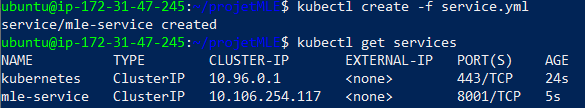 ubuntu@ip-172-31-47-245:~/projetMLE$ kubectl create -f service.yml
service/mle-service created
ubuntu@ip-172-31-47-245:~/projetMLE$ kubectl get services
NAME TYPE CLUSTER-IP EXTERNAL-IP PORT(S) AGE
kubernetes ClusterIP 10.96.0.1 <none> 443/TCP 24s
mle-service ClusterIP 10.106.254.117 <none> 8001/TCP 5s